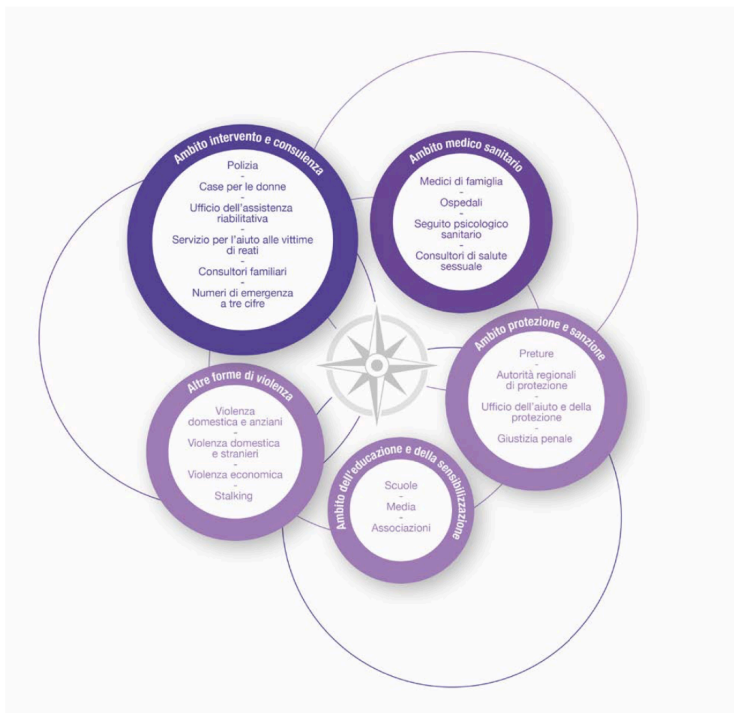 Ambito intervento e consulenza
Polizia
-
Case per le donne
-
Ufficio dell'assistenza
riabilitativa
-
Servizio per l'aiuto alle vittime
di reati
-
Consultori familiari
-
Numeri di emergenza
a tre cifre
Ambito medico sanitario
Medici di famiglia
-
Ospedali
-
Seguito psicologico
sanitario
-
Consultori di salute
sessuale
Ambito protezione e sanzione
Preture
-
Autorità regionali
di protezione
-
Ufficio dell'aiuto e della
protezione
-
Giustizia penale
Altre forme di violenza
Violenza
domestica e anziani
-
Violenza domestica
e stranieri
-
Violenza economica
-
Stalking
Ambito dell'educazione e della sensibilizzazione
Scuole
-
Media
-
Associazioni